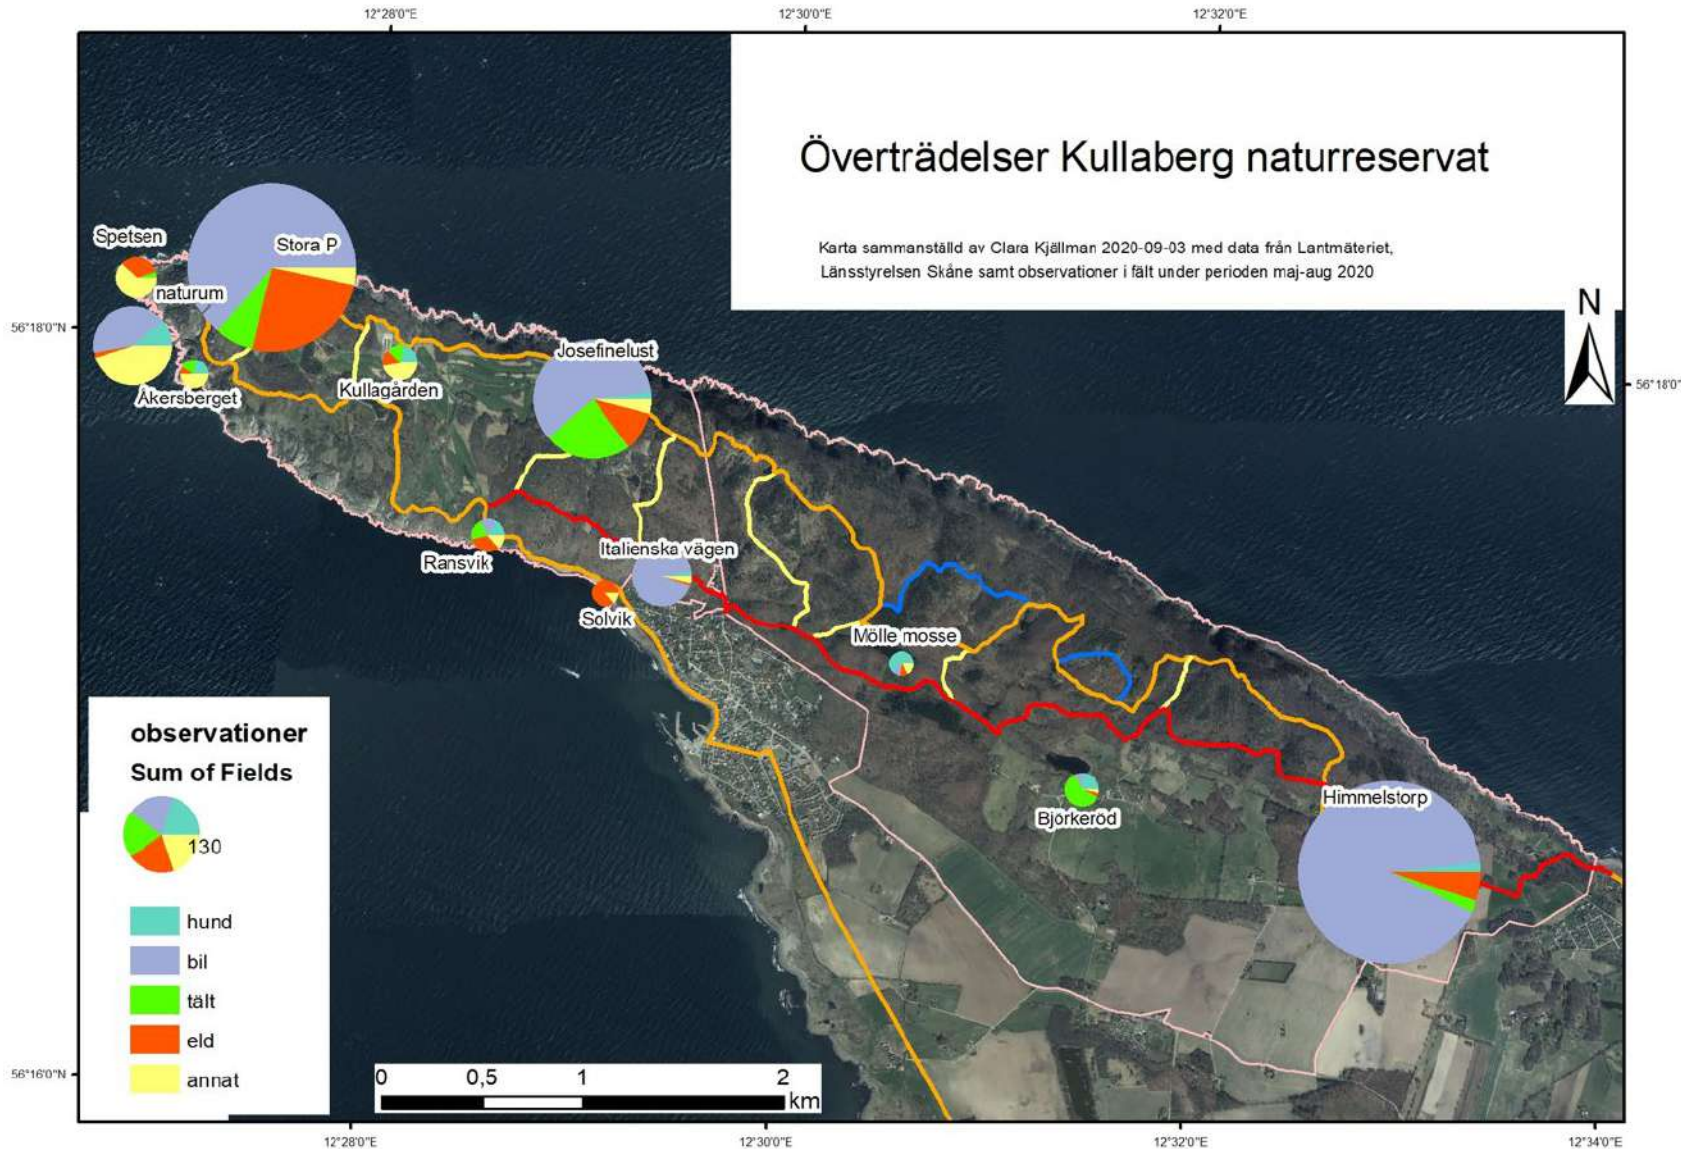 12°28'0"E
12°30'0"E
12°32'0"E
Överträdelser Kullaberg naturreservat
Karta sammanställd av Clara Kjällman 2020-09-03 med data från Lantmäteriet,
Länsstyrelsen Skåne samt observationer i fält under perioden maj-aug 2020
N
Spetsen
Stora P
naturum
56°18'0"N
56°18'0"
Josefinelust
Åkersberget
Kullagården
Ransvik
Italienska vägen
Solvik
Mölle mosse
Björkeröd
Himmelstorp
observationer
Sum of Fields
130
hund
bil
tält
eld
annat
0
0,5
1
2
km
56°16'0"N
12°28'0"E
12°30'0"E
12°32'0"E
12°34'0"E